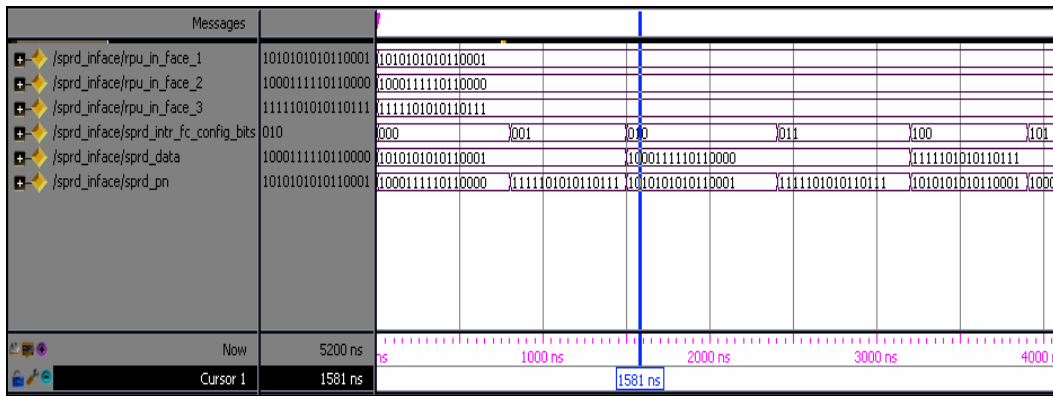 Messages
/sprd_inface/rpu_in_face_1 1010101010110001 1010101010110001
/sprd_inface/rpu_in_face_2 1000111110110000 1000111110110000
/sprd_inface/rpu_in_face_3 1111101010110111 1111101010110111
/sprd_inface/sprd_intr_fc_config_bits 010 000 001 010 011 100 101
/sprd_inface/sprd_data 1000111110110000 1010101010110001 1000111110110000 1111101010110111
/sprd_inface/sprd_pn 1010101010110001 1000111110110000 1111101010110111 1010101010110001 1111101010110111 1010101010110001 1000
Now 5200 ns ns 1000 ns 2000 ns 3000 ns 4000
Cursor 1 1581 ns 1581 ns